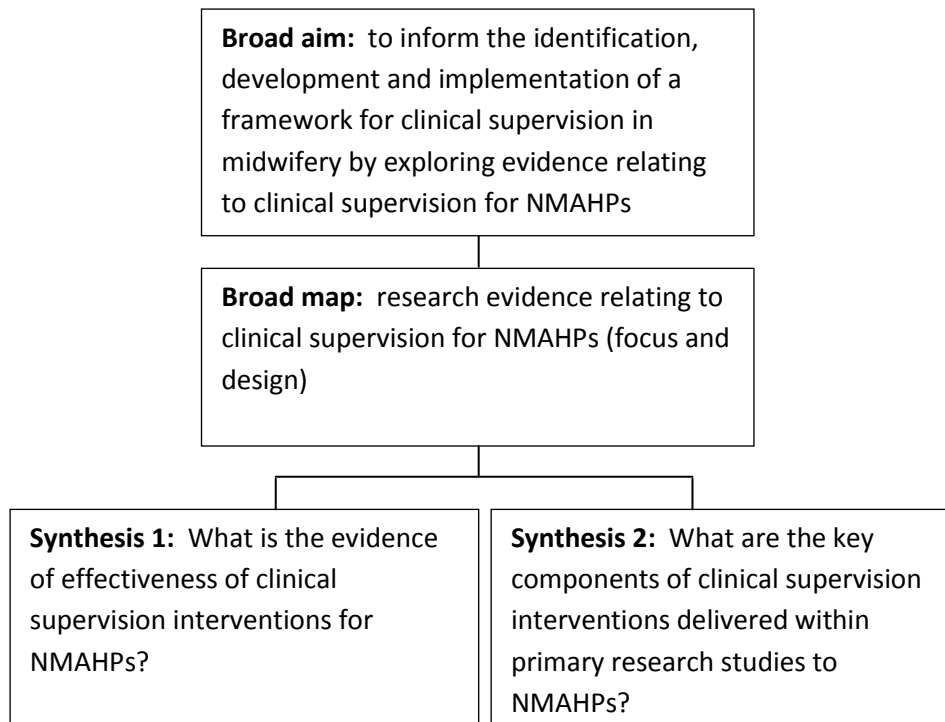 Broad aim: to inform the identification,
development and implementation of a
framework for clinical supervision in
midwifery by exploring evidence relating
to clinical supervision for NMAHPs
Broad map: research evidence relating to
clinical supervision for NMAHPs (focus and
design)
Synthesis 1: What is the evidence
of effectiveness of clinical
supervision interventions for
NMAHPs?
Synthesis 2: What are the key
components of clinical supervision
interventions delivered within
primary research studies to
NMAHPs?